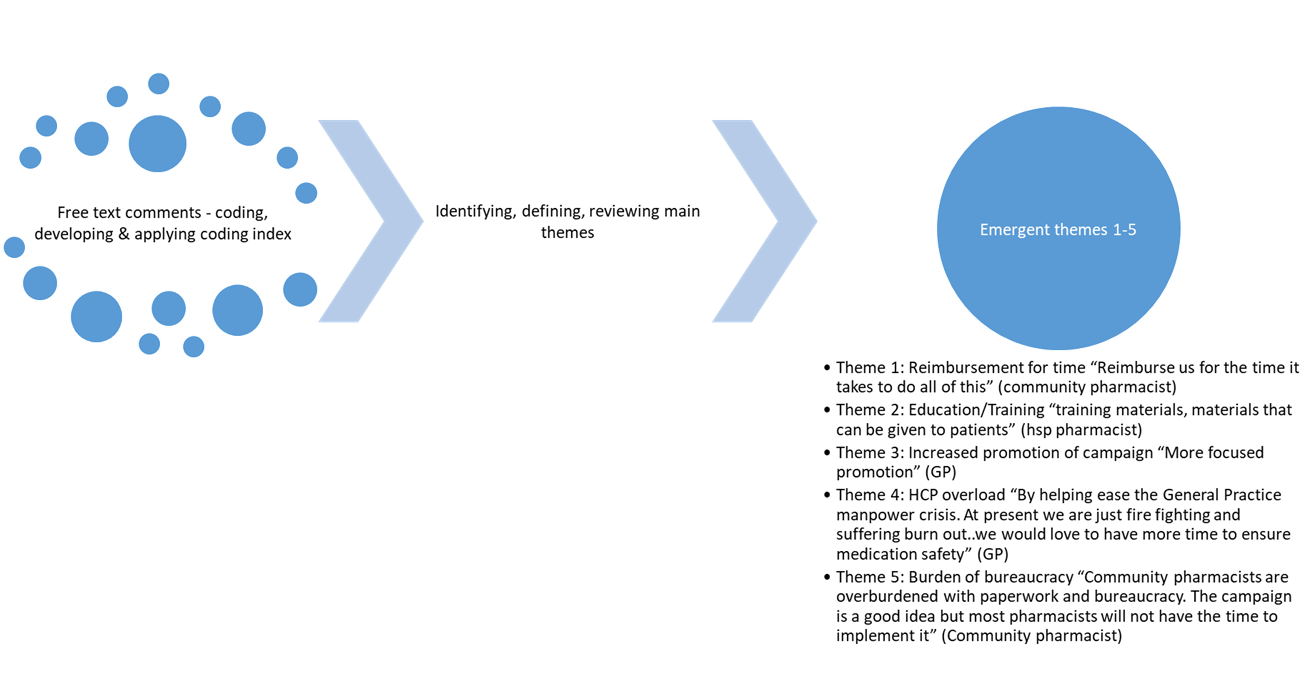 Free text comments - coding,
developing & applying coding index
Identifying, defining, reviewing main
themes
Emergent themes 1-5
• Theme 1: Reimbursement for time “Reimburse us for the time it
takes to do all of this” (community pharmacist)
• Theme 2: Education/Training “training materials, materials that
can be given to patients” (hsp pharmacist)
• Theme 3: Increased promotion of campaign “More focused
promotion” (GP)
• Theme 4: HCP overload “By helping ease the General Practice
manpower crisis. At present we are just fire fighting and
suffering burn out..we would love to have more time to ensure
medication safety” (GP)
• Theme 5: Burden of bureaucracy “Community pharmacists are
overburdened with paperwork and bureaucracy. The campaign
is a good idea but most pharmacists will not have the time to
implement it” (Community pharmacist)